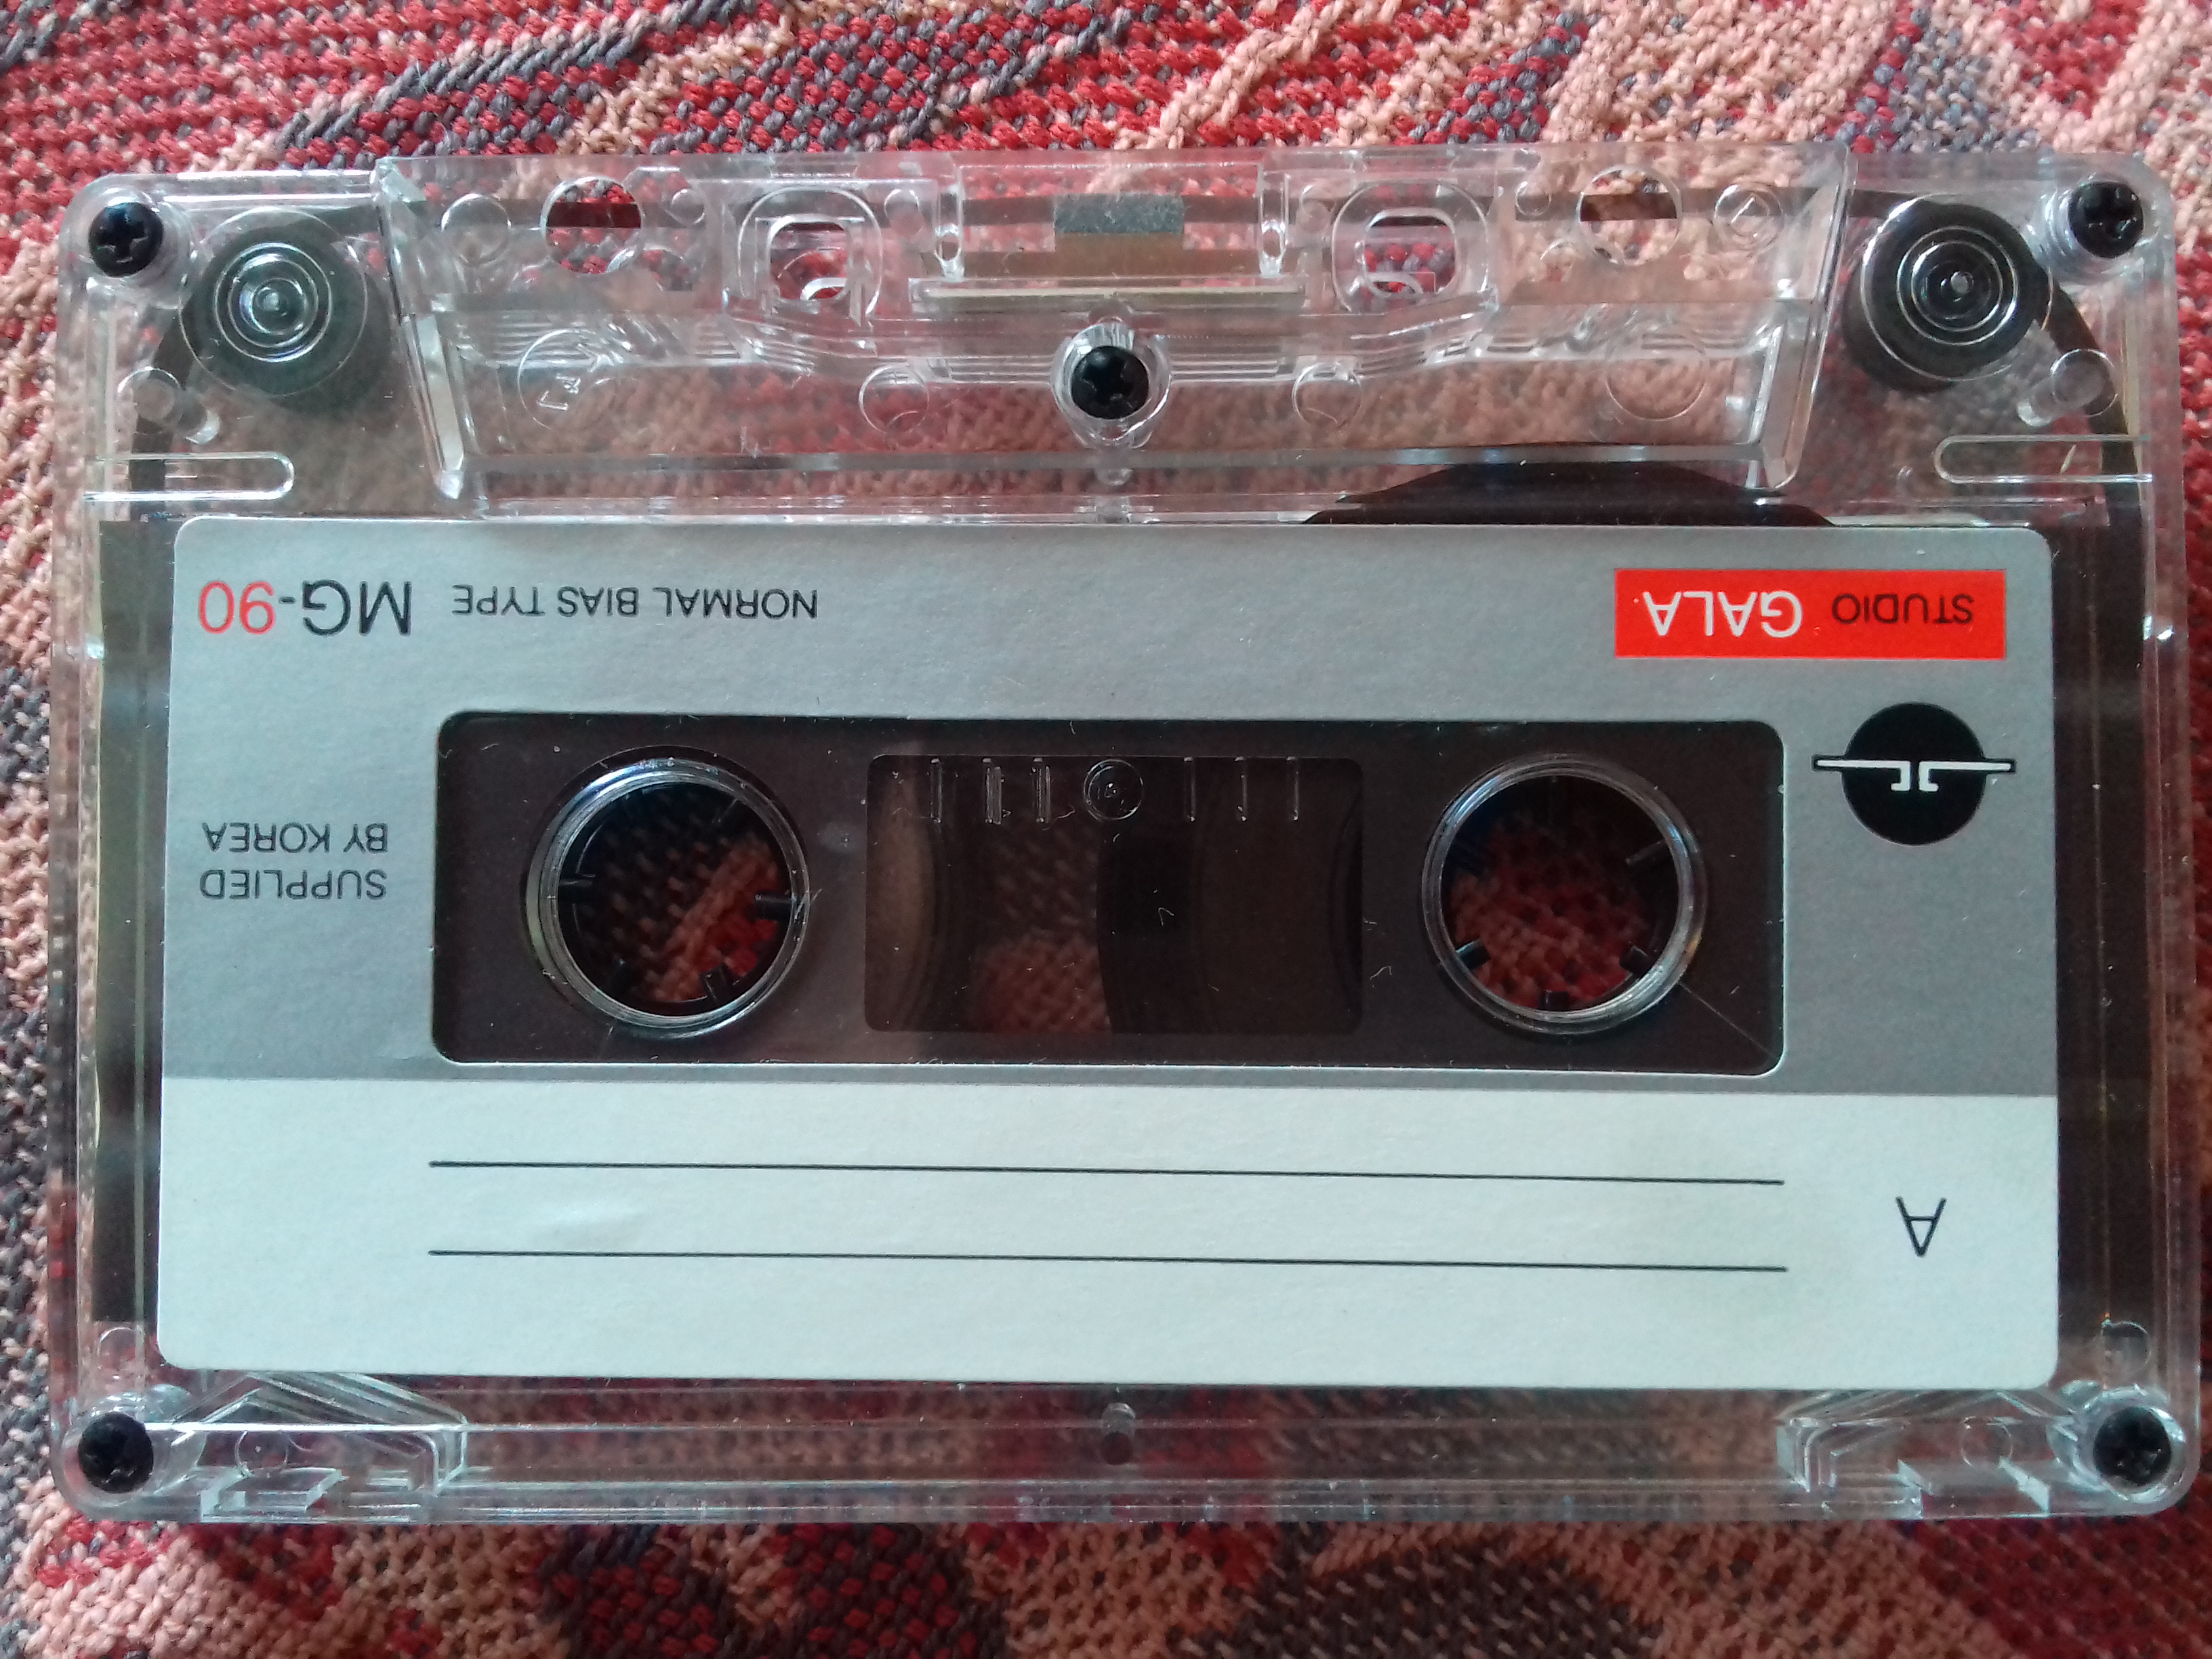 A
STUDIO GALA
SUPPLIED
BY KOREA
NORMAL BIAS TYPE MG-90